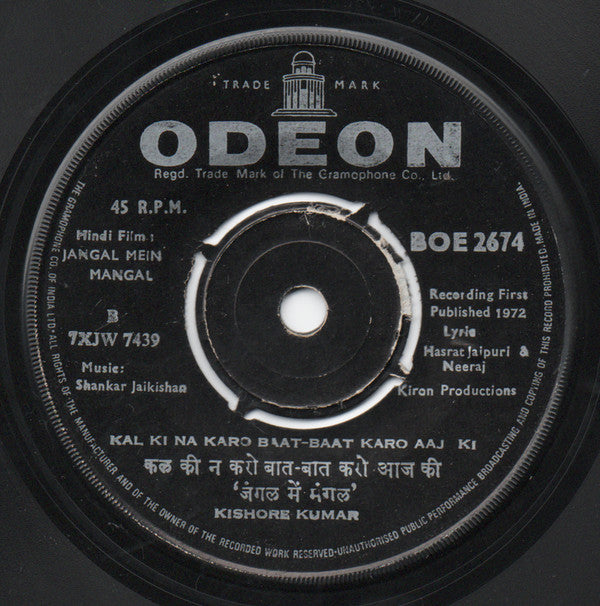 TRADE MARK
ODEON
Regd. Trade Mark of The Gramophone Co., Ltd.
45 R.P.M.
Hindi Film:
JANGAL MEIN
MANGAL
B
7XJW 7439
Music:
Shankar Jaikishan
BOE 2674
Recording First
Published 1972
Lyric
Hasrat Jaipuri &
Neeraj
Kiron Productions
KAL KI NA KARO BAAT-BAAT KARO AAJ KI
कल की न करो बात-बात करो आज की
'जंगल में मंगल'
KISHORE KUMAR
THE GRAMOPHONE CO. OF INDIA LTD-ALL RIGHTS OF THE MANUFACTURER AND OF THE OWNER OF THE RECORDED WORK RESERVED-UNAUTHORISED PUBLIC PERFORMANCE BROADCASTING AND COPYING OF THIS RECORD PROHIBITED. MADE IN INDIA.